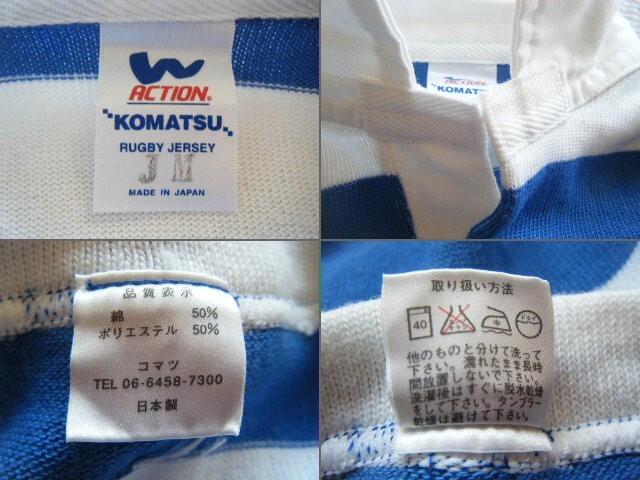 ACTION®
"KOMATSU"
RUGBY JERSEY
J M
MADE IN JAPAN
ACTION
"KOMATSU"
品質表示
綿 50%
ポリエステル 50%
コマツ
TEL 06-6458-7300
日本製
取り扱い方法
40
中
ドライ
他のものと分けて洗って
下さい。濡れたまま長時
間放置しないで下さい。
洗濯後はすぐに脱水乾燥
をして下さい。タンブラー
乾燥は避けて下さい。